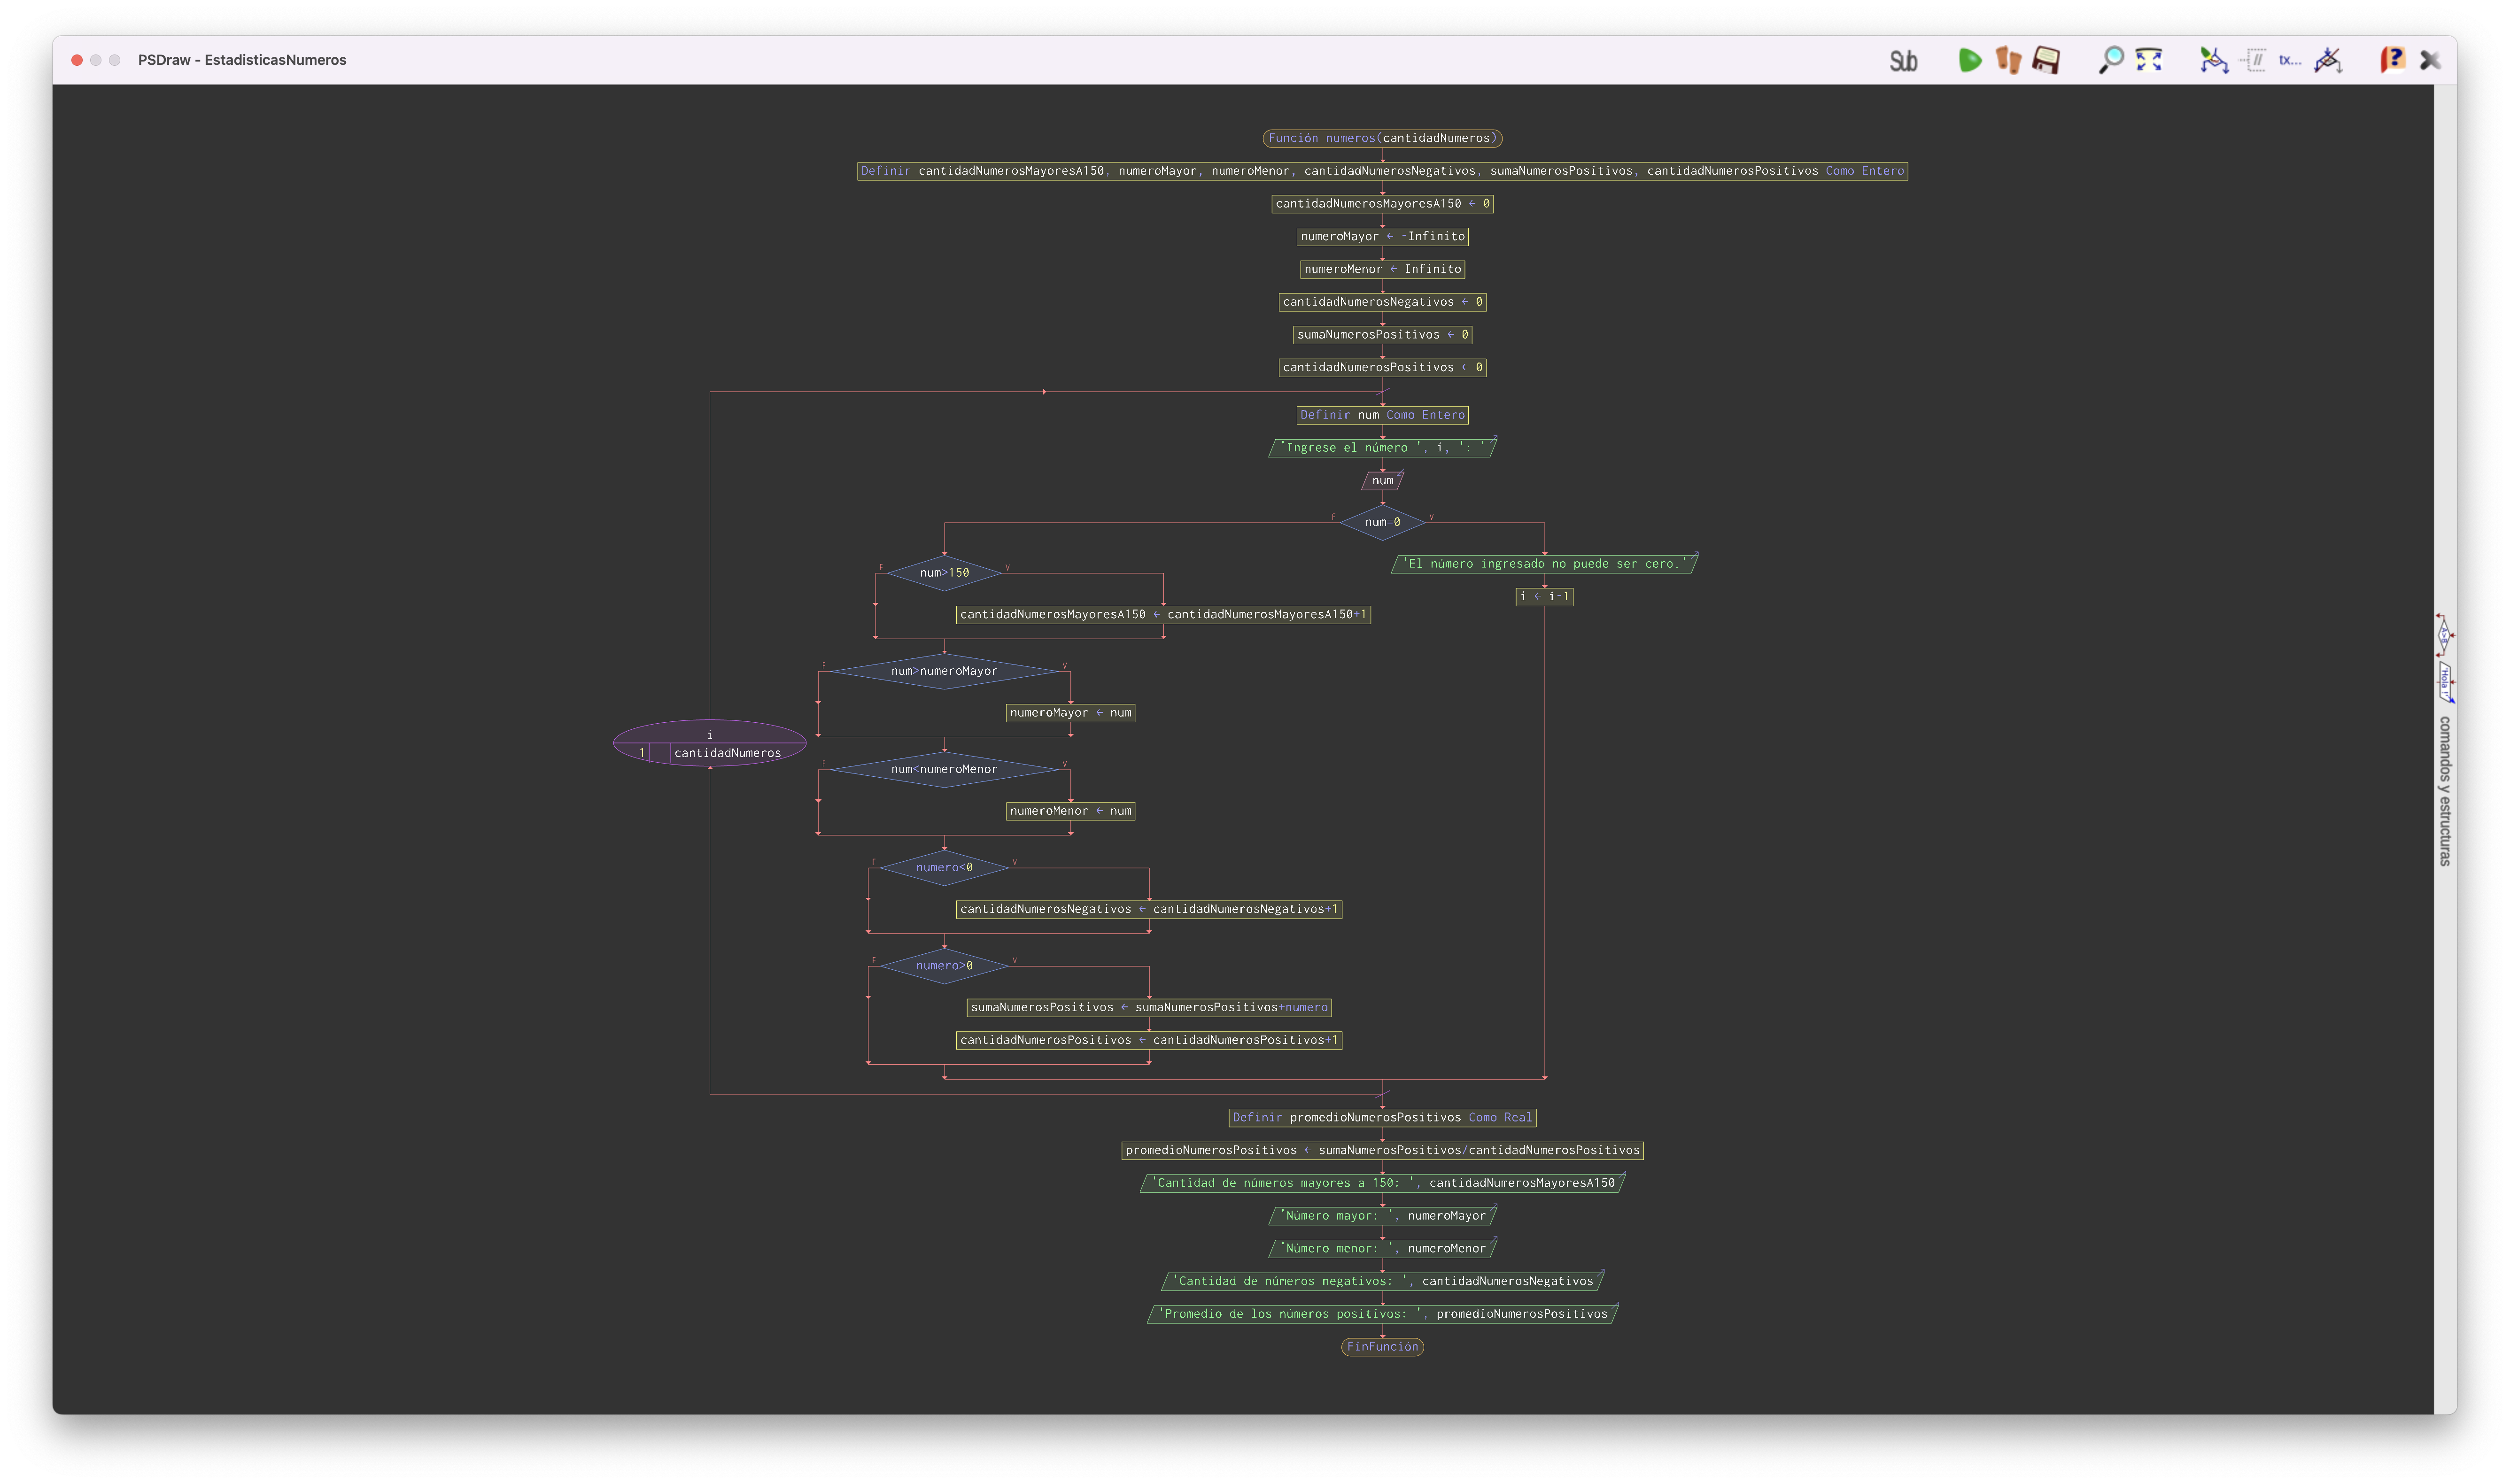 PSDraw - EstadisticasNumeros
Sub
tx...
Función numeros(cantidadNumeros)
Definir cantidadNumerosMayoresA150, numeroMayor, numeroMenor, cantidadNumerosNegativos, sumaNumerosPositivos, cantidadNumerosPositivos Como Entero
cantidadNumerosMayoresA150 ← 0
numeroMayor ← -Infinito
numeroMenor ← Infinito
cantidadNumerosNegativos ← 0
sumaNumerosPositivos ← 0
cantidadNumerosPositivos ← 0
Definir num Como Entero
'Ingrese el número ', i, ': '
num
F num=0 V
'El número ingresado no puede ser cero.'
i ← i-1
F num>150 V
cantidadNumerosMayoresA150 ← cantidadNumerosMayoresA150+1
F num>numeroMayor V
numeroMayor ← num
i
1 cantidadNumeros
F num<numeroMenor V
numeroMenor ← num
F numero<0 V
cantidadNumerosNegativos ← cantidadNumerosNegativos+1
F numero>0 V
sumaNumerosPositivos ← sumaNumerosPositivos+numero
cantidadNumerosPositivos ← cantidadNumerosPositivos+1
Definir promedioNumerosPositivos Como Real
promedioNumerosPositivos ← sumaNumerosPositivos/cantidadNumerosPositivos
'Cantidad de números mayores a 150: ', cantidadNumerosMayoresA150
'Número mayor: ', numeroMayor
'Número menor: ', numeroMenor
'Cantidad de números negativos: ', cantidadNumerosNegativos
'Promedio de los números positivos: ', promedioNumerosPositivos
FinFunción
A>B
'Hola !'
comandos y estructuras